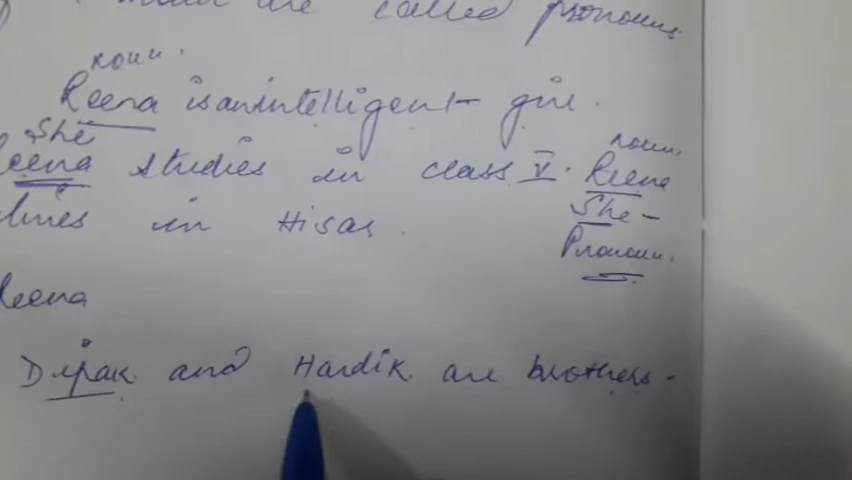 are called pronouns
noun.
Reena is an intelligent girl.
She
Reena studies in class V. Reena
noun.
lives in Hisar.
She -
Pronoun.
Reena
Dipak and Hardik are brothers.